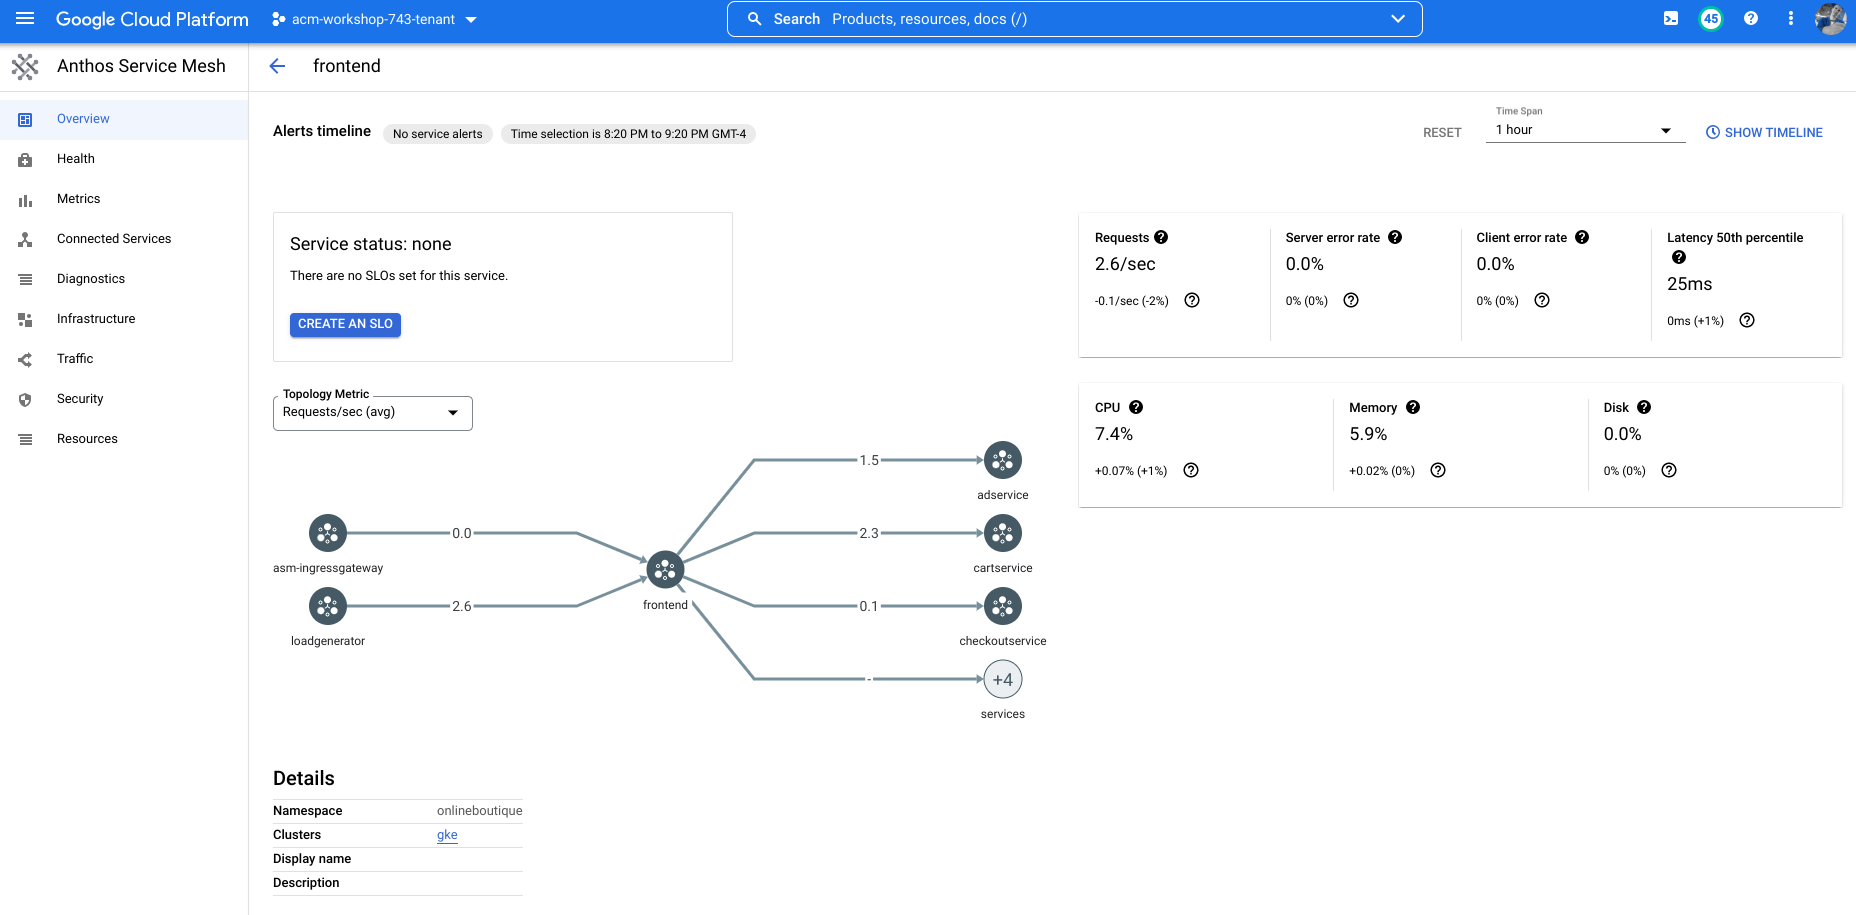 Google Cloud Platform
acm-workshop-743-tenant
Search Products, resources, docs (/)
45
Anthos Service Mesh
frontend
Overview
Health
Metrics
Connected Services
Diagnostics
Infrastructure
Traffic
Security
Resources
Alerts timeline
No service alerts
Time selection is 8:20 PM to 9:20 PM GMT-4
RESET
Time Span
1 hour
SHOW TIMELINE
Service status: none
There are no SLOs set for this service.
CREATE AN SLO
Requests
2.6/sec
-0.1/sec (-2%)
Server error rate
0.0%
0% (0%)
Client error rate
0.0%
0% (0%)
Latency 50th percentile
25ms
0ms (+1%)
CPU
7.4%
+0.07% (+1%)
Memory
5.9%
+0.02% (0%)
Disk
0.0%
0% (0%)
Topology Metric
Requests/sec (avg)
0.0
asm-ingressgateway
2.6
loadgenerator
frontend
1.5
adservice
2.3
cartservice
0.1
checkoutservice
-
+4
services
Details
Namespace onlineboutique
Clusters gke
Display name
Description